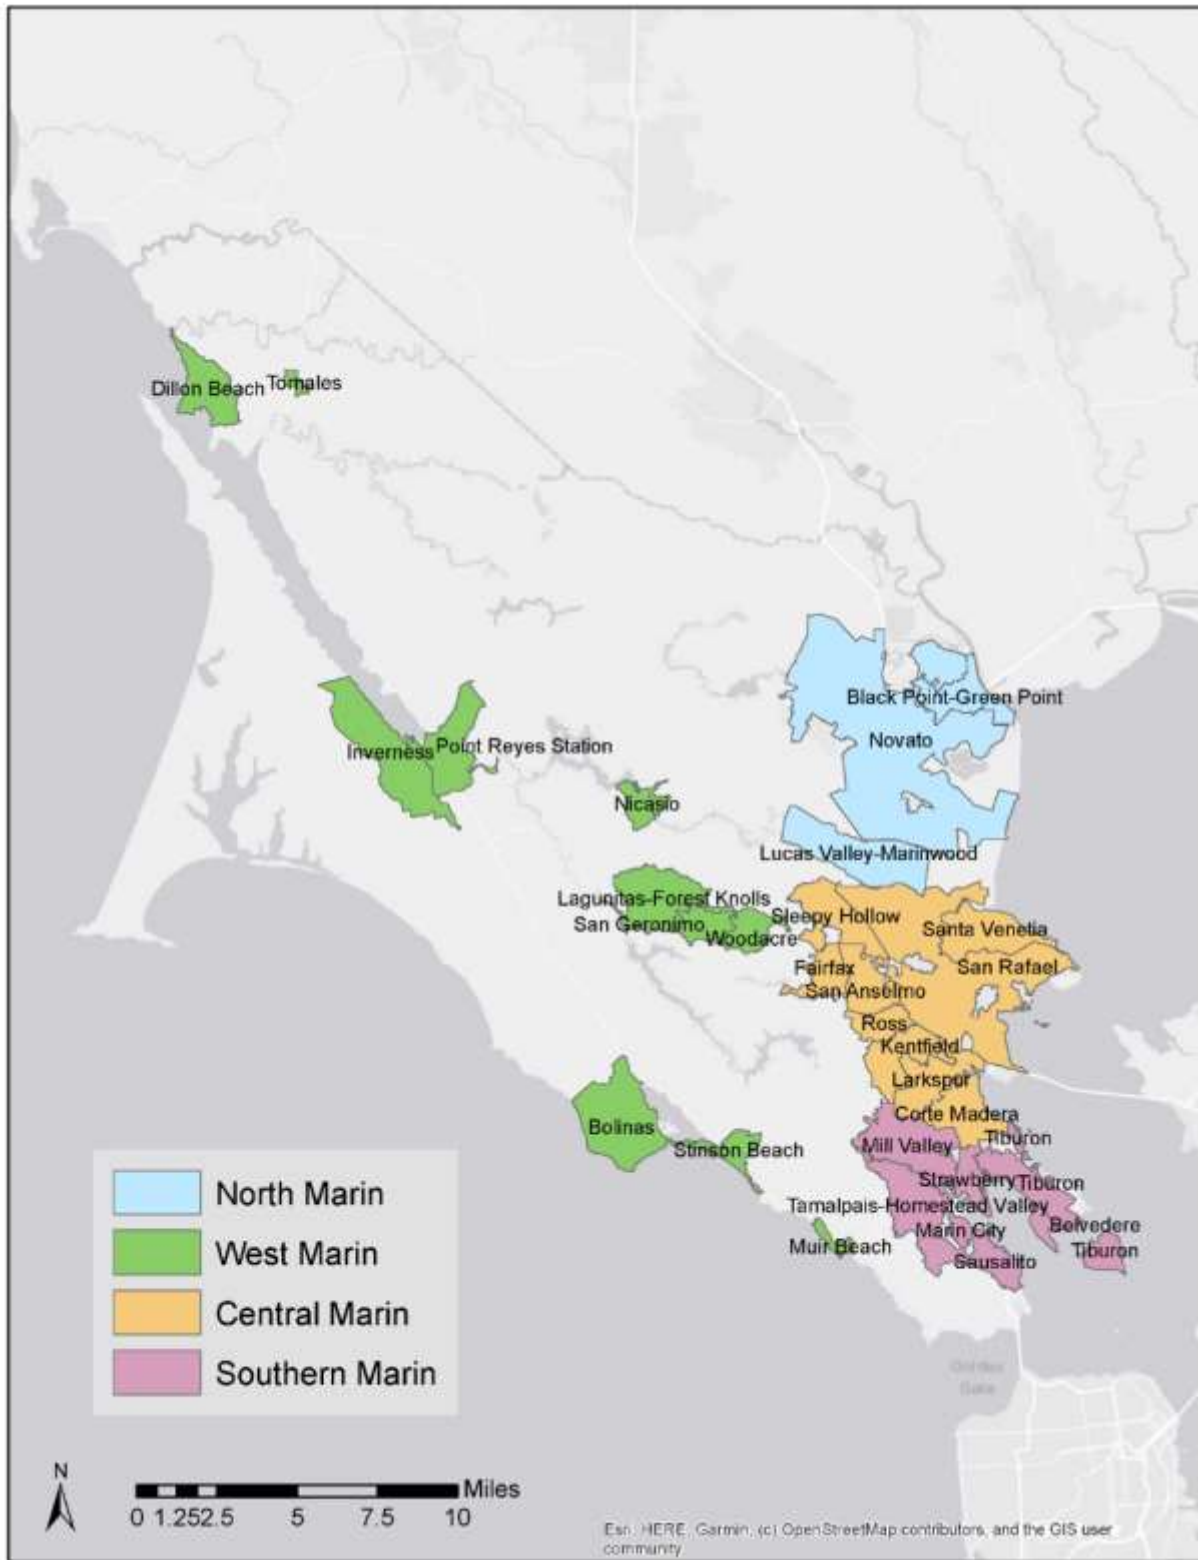 Dillon Beach
Tomales
Black Point-Green Point
Novato
Inverness
Point Reyes Station
Nicasio
Lucas Valley-Marinwood
Lagunitas-Forest Knolls
San Geronimo
Woodacre
Sleepy Hollow
Santa Venetia
Fairfax
San Rafael
San Anselmo
Ross
Kentfield
Larkspur
Corte Madera
Bolinas
Stinson Beach
Mill Valley
Tiburon
Strawberry
Tiburon
Tamalpais-Homestead Valley
Marin City
Belvedere
Muir Beach
Sausalito
Tiburon
North Marin
West Marin
Central Marin
Southern Marin
Golden
Gate
N
Miles
0 1.252.5 5 7.5 10
Esri, HERE, Garmin, (c) OpenStreetMap contributors, and the GIS user
community